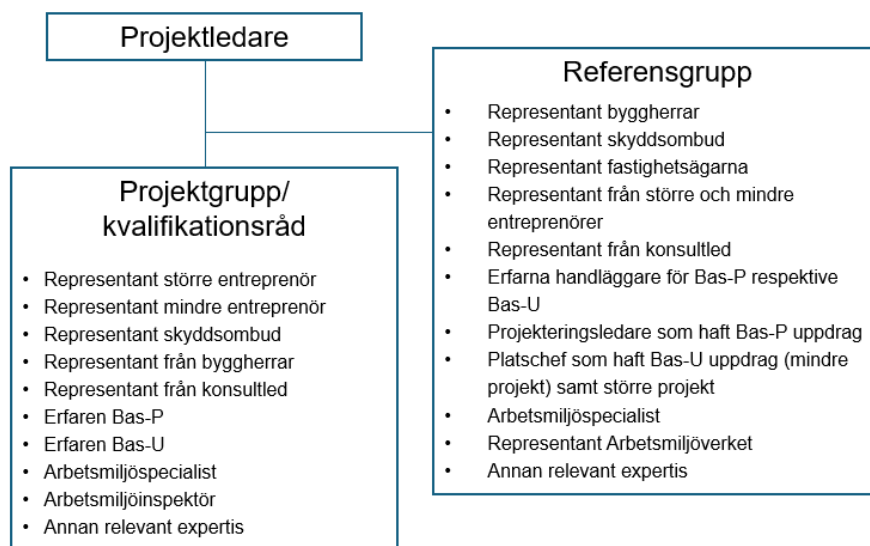 Projektledare
Referensgrupp
• Representant byggherrar
• Representant skyddsombud
• Representant fastighetsägarna
• Representant från större och mindre
entreprenörer
• Representant från konsultled
• Erfarna handläggare för Bas-P respektive
Bas-U
• Projekteringsledare som haft Bas-P uppdrag
• Platschef som haft Bas-U uppdrag (mindre
projekt) samt större projekt
• Arbetsmiljöspecialist
• Representant Arbetsmiljöverket
• Annan relevant expertis
Projektgrupp/
kvalifikationsråd
• Representant större entreprenör
• Representant mindre entreprenör
• Representant skyddsombud
• Representant från byggherrar
• Representant från konsultled
• Erfaren Bas-P
• Erfaren Bas-U
• Arbetsmiljöspecialist
• Arbetsmiljöinspektör
• Annan relevant expertis